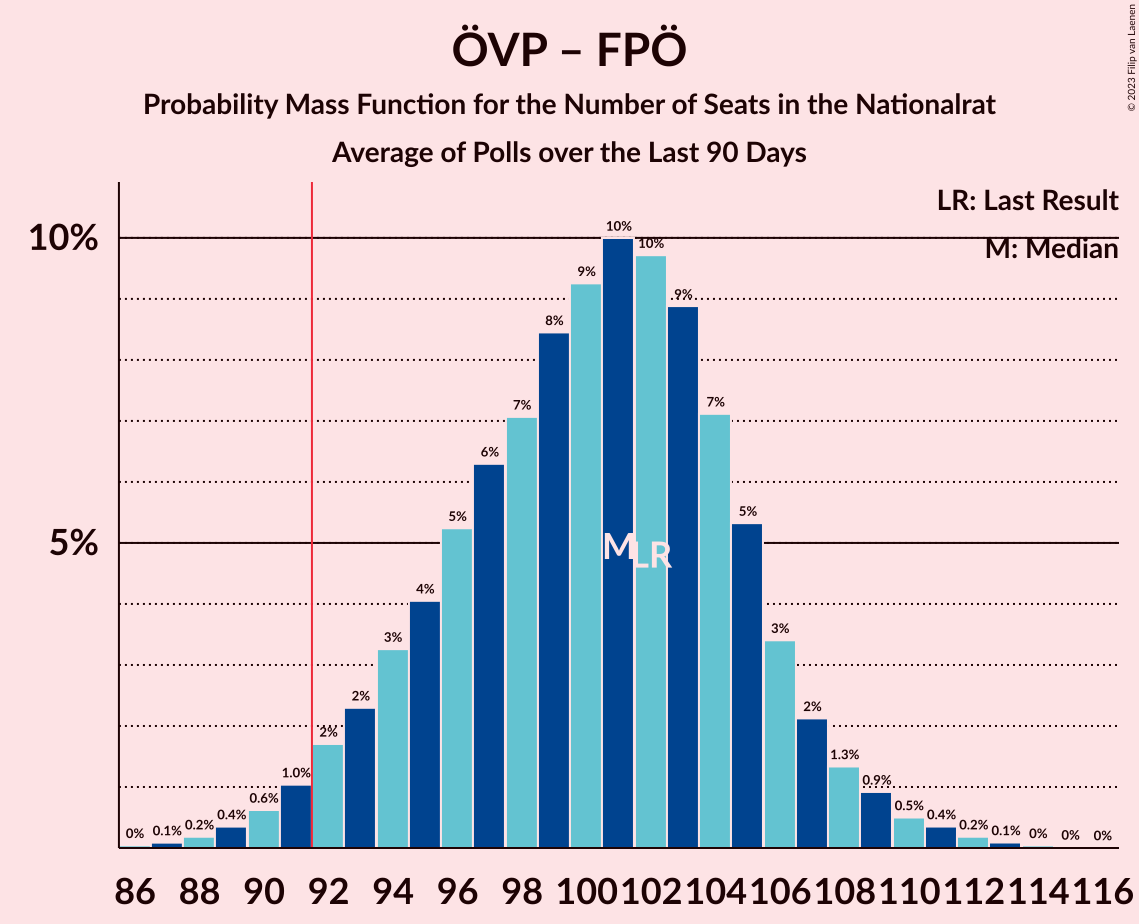 ÖVP – FPÖ
Probability Mass Function for the Number of Seats in the Nationalrat
Average of Polls over the Last 90 Days
© 2023 Filip van Laenen
LR: Last Result
M: Median
10%
5%
0% 0.1% 0.2% 0.4% 0.6% 1.0% 2% 2% 3% 4% 5% 6% 7% 8% 9% 10% 10% 9% 7% 5% 3% 2% 1.3% 0.9% 0.5% 0.4% 0.2% 0.1% 0% 0% 0%
M LR
86 88 90 92 94 96 98 100 102 104 106 108 110 112 114 116